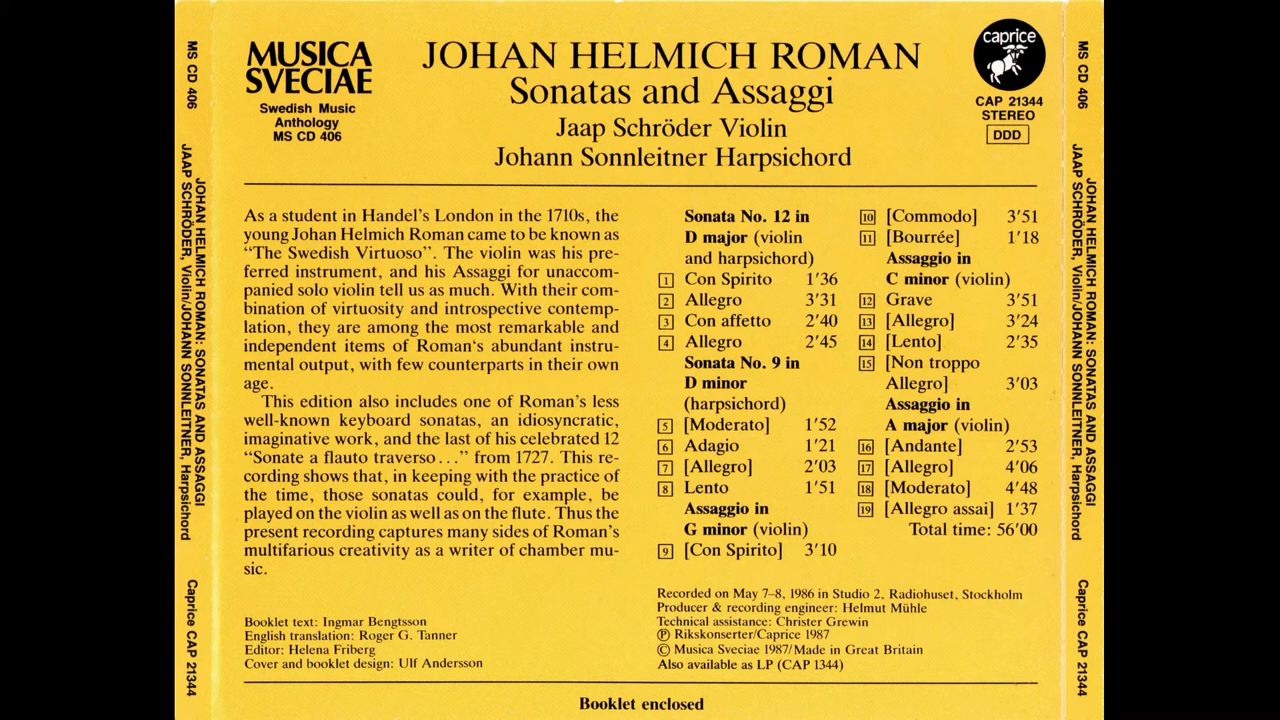 MUSICA
SVECIAE
Swedish Music
Anthology
MS CD 406
JOHAN HELMICH ROMAN
Sonatas and Assaggi
Jaap Schröder Violin
Johann Sonnleitner Harpsichord
caprice
CAP 21344
STEREO
DDD
As a student in Handel's London in the 1710s, the
young Johan Helmich Roman came to be known as
“The Swedish Virtuoso”. The violin was his pre-
ferred instrument, and his Assaggi for unaccom-
panied solo violin tell us as much. With their com-
bination of virtuosity and introspective contemp-
lation, they are among the most remarkable and
independent items of Roman‘s abundant instru-
mental output, with few counterparts in their own
age.
This edition also includes one of Roman's less
well-known keyboard sonatas, an idiosyncratic,
imaginative work, and the last of his celebrated 12
“Sonate a flauto traverso...” from 1727. This re-
cording shows that, in keeping with the practice of
the time, those sonatas could, for example, be
played on the violin as well as on the flute. Thus the
present recording captures many sides of Roman's
multifarious creativity as a writer of chamber mu-
sic.
Booklet text: Ingmar Bengtsson
English translation: Roger G. Tanner
Editor: Helena Friberg
Cover and booklet design: Ulf Andersson
Sonata No. 12 in
D major (violin
and harpsichord)
1 Con Spirito 1'36
2 Allegro 3'31
3 Con affetto 2'40
4 Allegro 2'45
Sonata No. 9 in
D minor
(harpsichord)
5 [Moderato] 1'52
6 Adagio 1'21
7 [Allegro] 2'03
8 Lento 1'51
Assaggio in
G minor (violin)
9 [Con Spirito] 3'10
10 [Commodo] 3'51
11 [Bourrée] 1'18
Assaggio in
C minor (violin)
12 Grave 3'51
13 [Allegro] 3'24
14 [Lento] 2'35
15 [Non troppo
Allegro] 3'03
Assaggio in
A major (violin)
16 [Andante] 2'53
17 [Allegro] 4'06
18 [Moderato] 4'48
19 [Allegro assai] 1'37
Total time: 56'00
Recorded on May 7–8, 1986 in Studio 2, Radiohuset, Stockholm
Producer & recording engineer: Helmut Mühle
Technical assistance: Christer Grewin
Ⓟ Rikskonserter/Caprice 1987
© Musica Sveciae 1987/Made in Great Britain
Also available as LP (CAP 1344)
Booklet enclosed
MS CD 406
JOHAN HELMICH ROMAN: SONATAS AND ASSAGGI
JAAP SCHRÖDER, Violin/JOHANN SONNLEITNER, Harpsichord
Caprice CAP 21344
MS CD 406
JOHAN HELMICH ROMAN: SONATAS AND ASSAGGI
JAAP SCHRÖDER, Violin/JOHANN SONNLEITNER, Harpsichord
Caprice CAP 21344